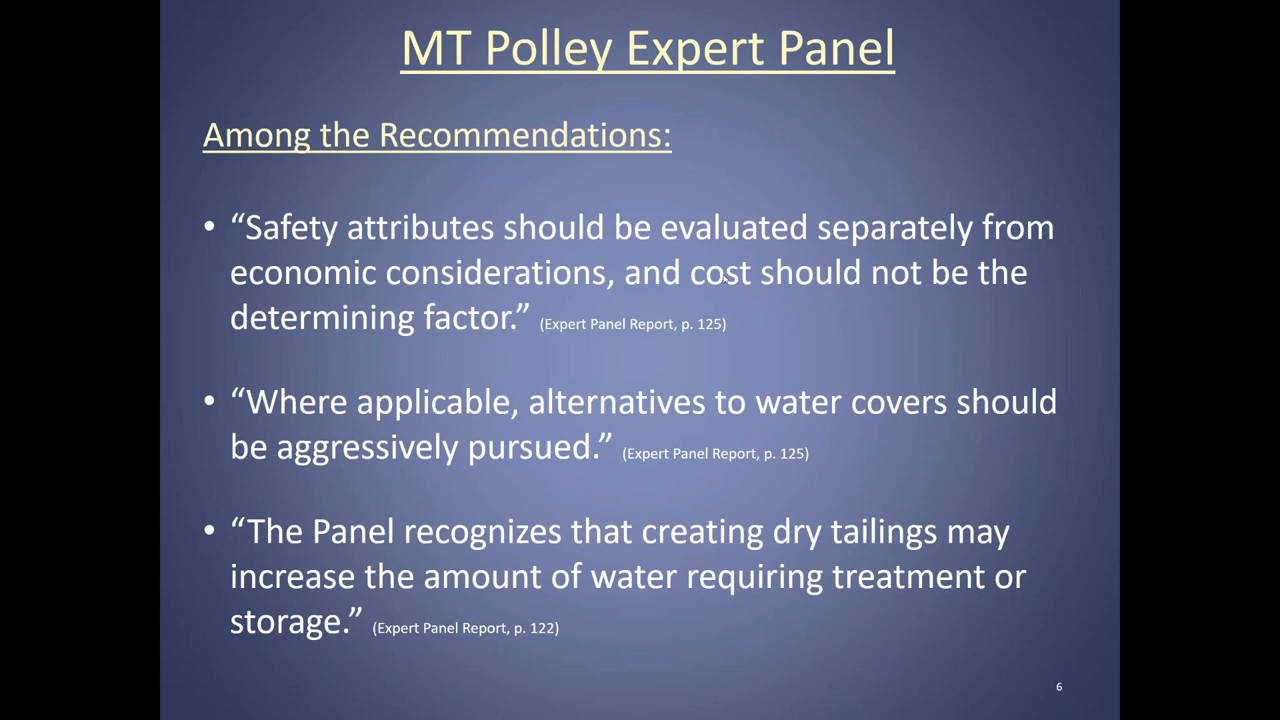 MT Polley Expert Panel
Among the Recommendations:
• “Safety attributes should be evaluated separately from
economic considerations, and cost should not be the
determining factor.” (Expert Panel Report, p. 125)
• “Where applicable, alternatives to water covers should
be aggressively pursued.” (Expert Panel Report, p. 125)
• “The Panel recognizes that creating dry tailings may
increase the amount of water requiring treatment or
storage.” (Expert Panel Report, p. 122)
6